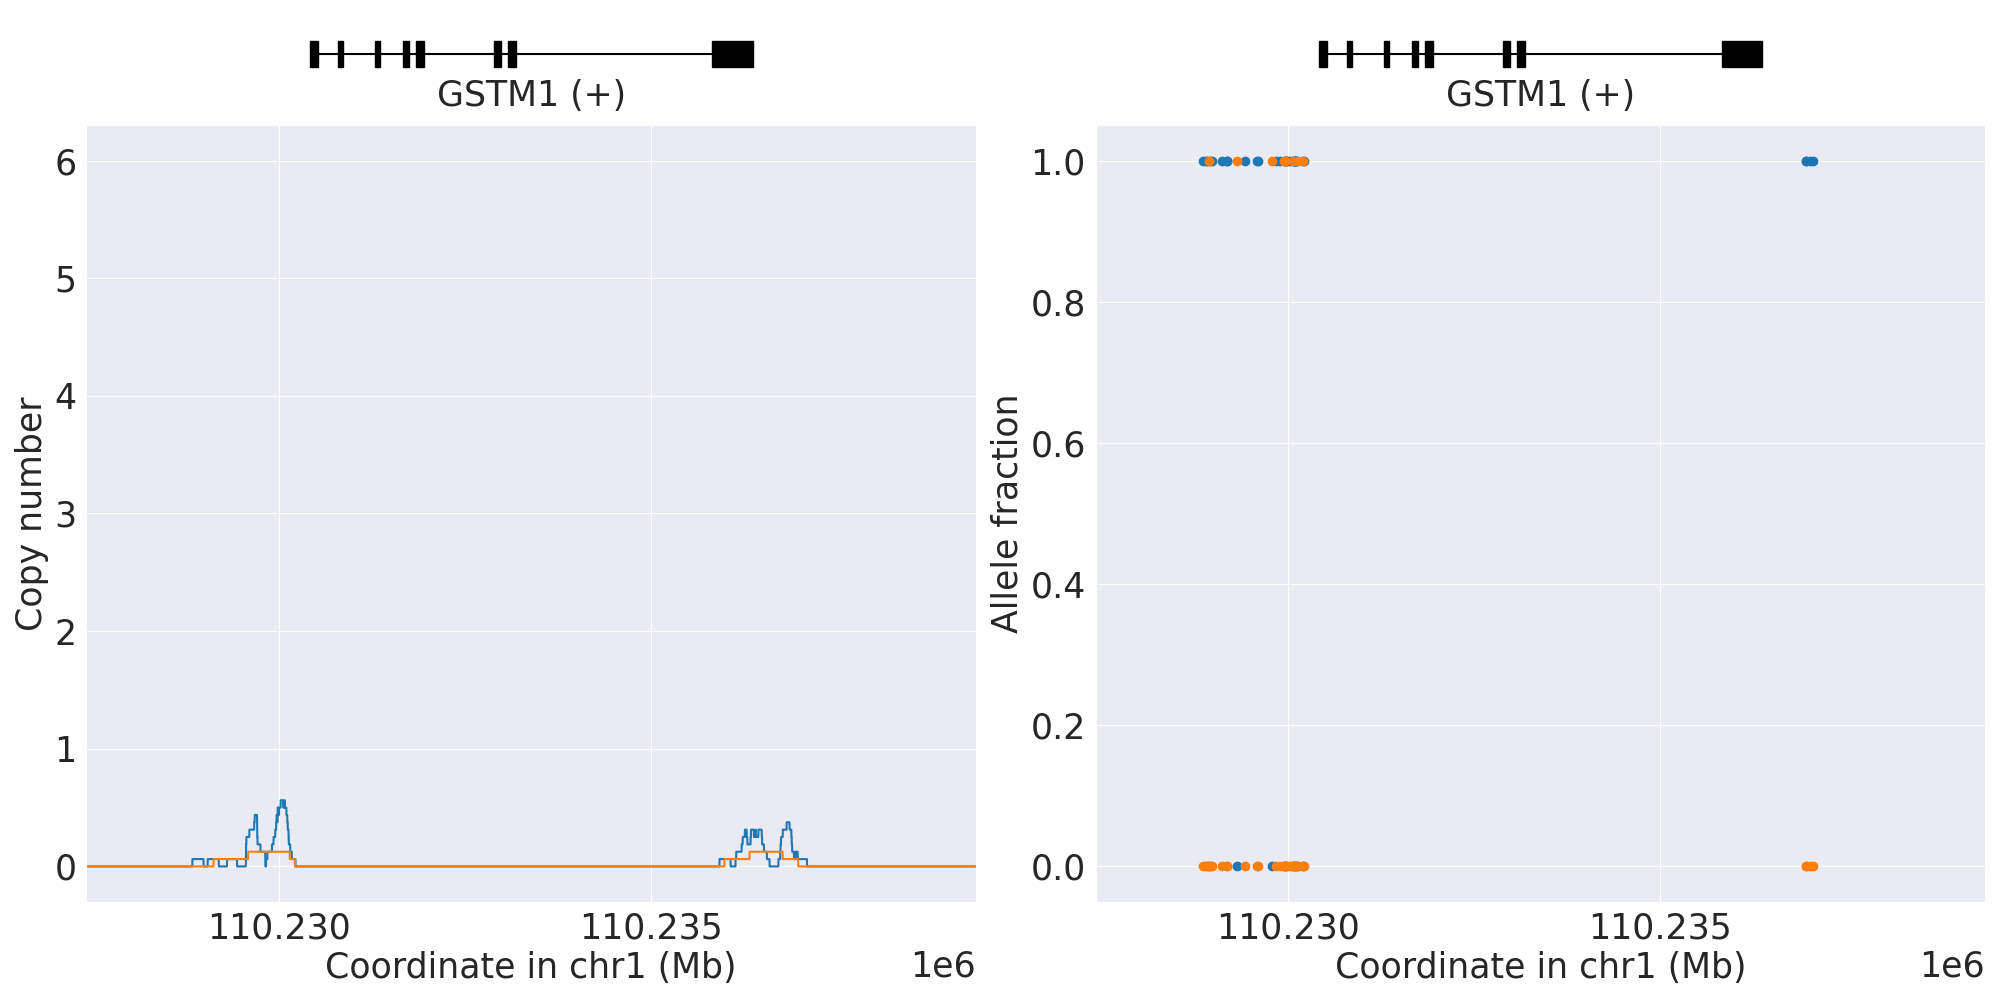 GSTM1 (+)
6
5
4
3
2
1
0
Copy number
110.230
110.235
Coordinate in chr1 (Mb)
1e6
GSTM1 (+)
1.0
0.8
0.6
0.4
0.2
0.0
Allele fraction
110.230
110.235
Coordinate in chr1 (Mb)
1e6